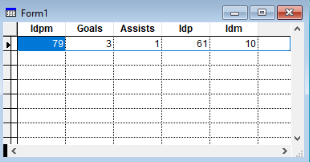 Form1
Idpm Goals Assists Idp Idm
79 3 1 61 10